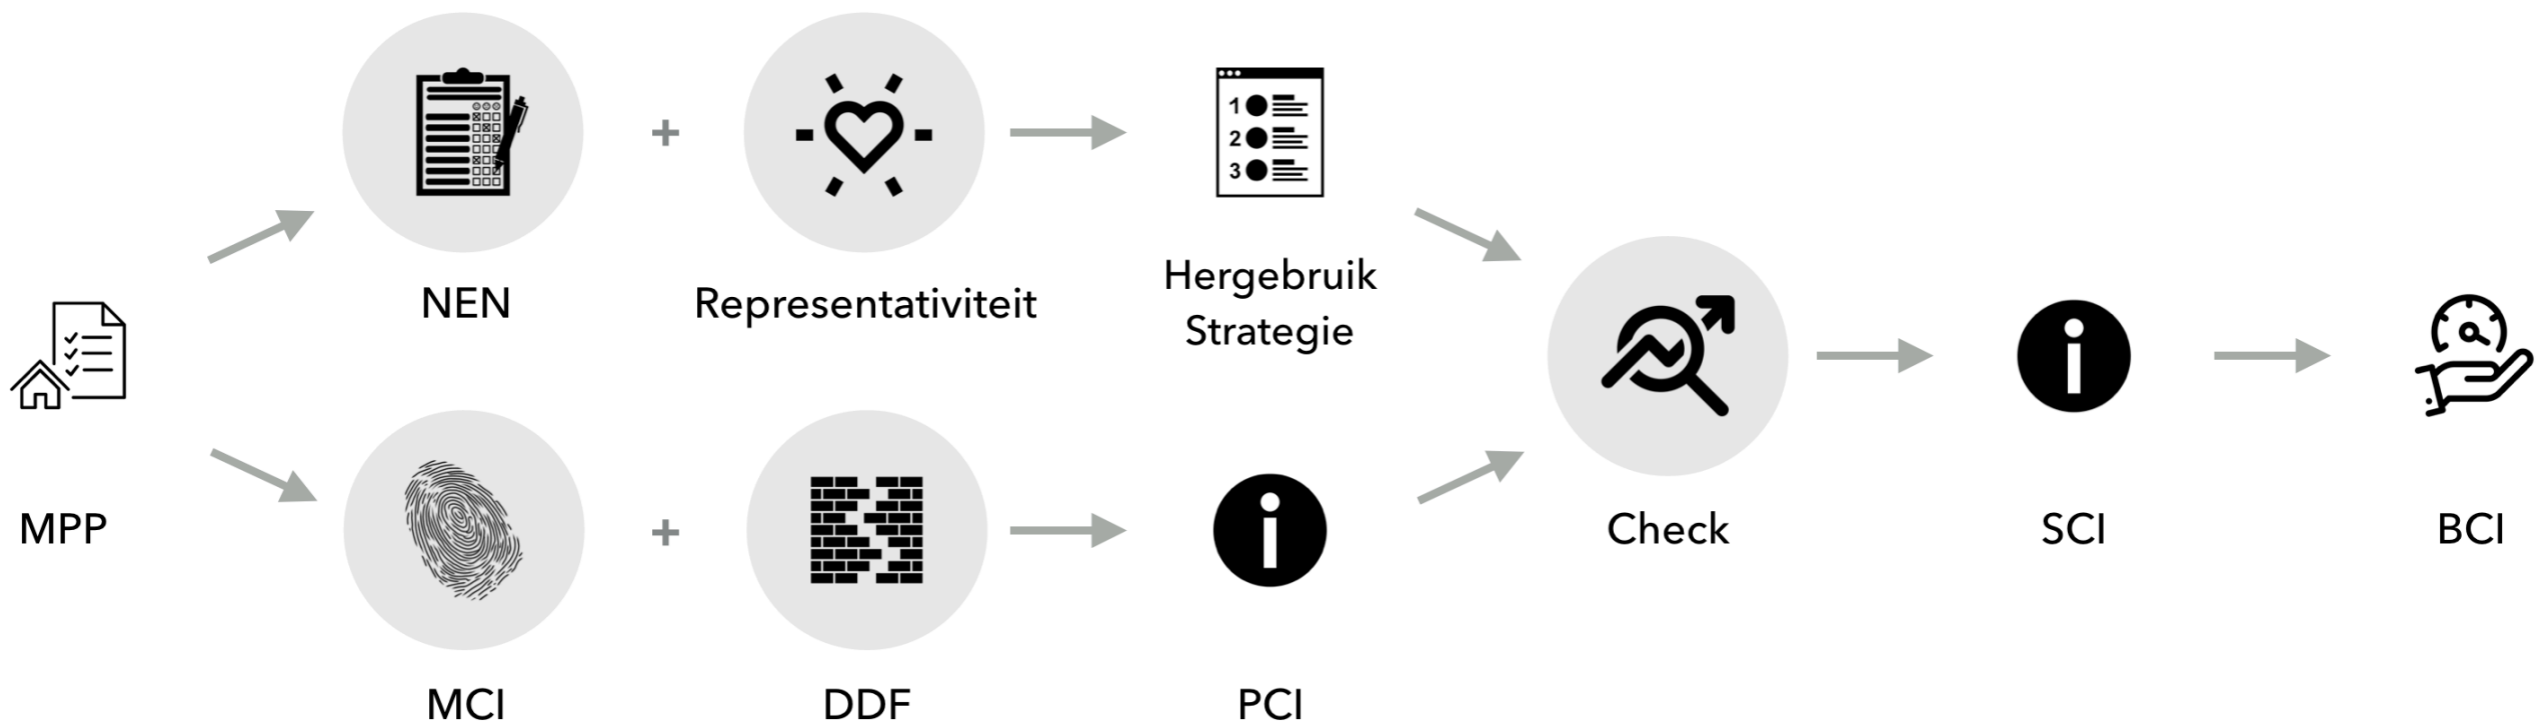 1
2
3
NEN
Representativiteit
Hergebruik
Strategie
MPP
Check
SCI
BCI
MCI
DDF
PCI